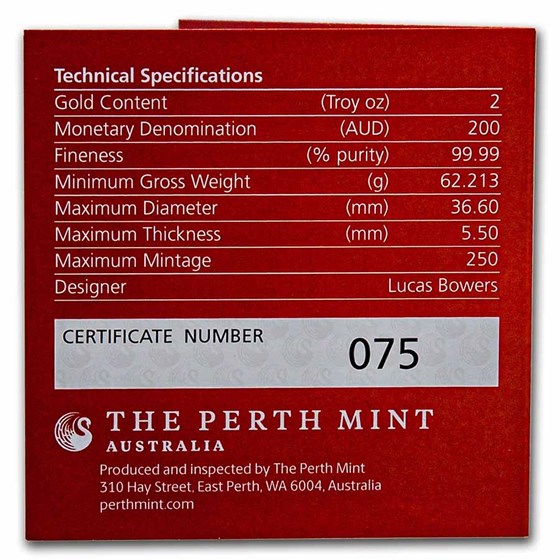 Technical Specifications
Gold Content (Troy oz) 2
Monetary Denomination (AUD) 200
Fineness (% purity) 99.99
Minimum Gross Weight (g) 62.213
Maximum Diameter (mm) 36.60
Maximum Thickness (mm) 5.50
Maximum Mintage 250
Designer Lucas Bowers
CERTIFICATE NUMBER 075
THE PERTH MINT
AUSTRALIA
Produced and inspected by The Perth Mint
310 Hay Street, East Perth, WA 6004, Australia
perthmint.com